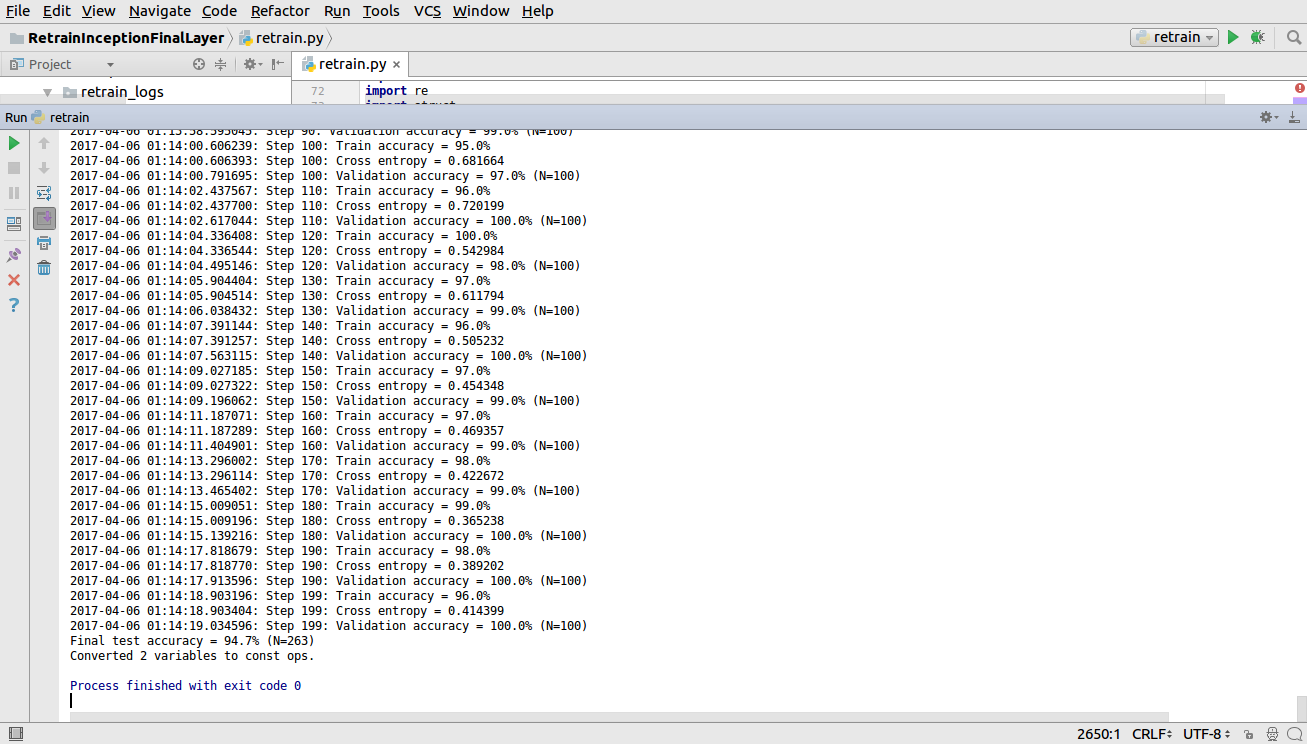 File Edit View Navigate Code Refactor Run Tools VCS Window Help
RetrainInceptionFinalLayer retrain.py retrain
Project retrain.py
retrain_logs 72 import re
import struct
Run retrain
2017-04-06 01:13:58.595045: Step 90: Validation accuracy = 99.0% (N=100)
2017-04-06 01:14:00.606239: Step 100: Train accuracy = 95.0%
2017-04-06 01:14:00.606393: Step 100: Cross entropy = 0.681664
2017-04-06 01:14:00.791695: Step 100: Validation accuracy = 97.0% (N=100)
2017-04-06 01:14:02.437567: Step 110: Train accuracy = 96.0%
2017-04-06 01:14:02.437700: Step 110: Cross entropy = 0.720199
2017-04-06 01:14:02.617044: Step 110: Validation accuracy = 100.0% (N=100)
2017-04-06 01:14:04.336408: Step 120: Train accuracy = 100.0%
2017-04-06 01:14:04.336544: Step 120: Cross entropy = 0.542984
2017-04-06 01:14:04.495146: Step 120: Validation accuracy = 98.0% (N=100)
2017-04-06 01:14:05.904404: Step 130: Train accuracy = 97.0%
2017-04-06 01:14:05.904514: Step 130: Cross entropy = 0.611794
2017-04-06 01:14:06.038432: Step 130: Validation accuracy = 99.0% (N=100)
2017-04-06 01:14:07.391144: Step 140: Train accuracy = 96.0%
2017-04-06 01:14:07.391257: Step 140: Cross entropy = 0.505232
2017-04-06 01:14:07.563115: Step 140: Validation accuracy = 100.0% (N=100)
2017-04-06 01:14:09.027185: Step 150: Train accuracy = 97.0%
2017-04-06 01:14:09.027322: Step 150: Cross entropy = 0.454348
2017-04-06 01:14:09.196062: Step 150: Validation accuracy = 99.0% (N=100)
2017-04-06 01:14:11.187071: Step 160: Train accuracy = 97.0%
2017-04-06 01:14:11.187289: Step 160: Cross entropy = 0.469357
2017-04-06 01:14:11.404901: Step 160: Validation accuracy = 99.0% (N=100)
2017-04-06 01:14:13.296002: Step 170: Train accuracy = 98.0%
2017-04-06 01:14:13.296114: Step 170: Cross entropy = 0.422672
2017-04-06 01:14:13.465402: Step 170: Validation accuracy = 99.0% (N=100)
2017-04-06 01:14:15.009051: Step 180: Train accuracy = 99.0%
2017-04-06 01:14:15.009196: Step 180: Cross entropy = 0.365238
2017-04-06 01:14:15.139216: Step 180: Validation accuracy = 100.0% (N=100)
2017-04-06 01:14:17.818679: Step 190: Train accuracy = 98.0%
2017-04-06 01:14:17.818770: Step 190: Cross entropy = 0.389202
2017-04-06 01:14:17.913596: Step 190: Validation accuracy = 100.0% (N=100)
2017-04-06 01:14:18.903196: Step 199: Train accuracy = 96.0%
2017-04-06 01:14:18.903404: Step 199: Cross entropy = 0.414399
2017-04-06 01:14:19.034596: Step 199: Validation accuracy = 100.0% (N=100)
Final test accuracy = 94.7% (N=263)
Converted 2 variables to const ops.
Process finished with exit code 0
2650:1 CRLF UTF-8